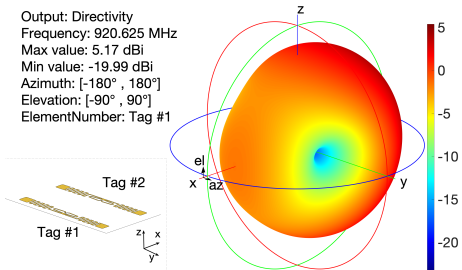 Output: Directivity
Frequency: 920.625 MHz
Max value: 5.17 dBi
Min value: -19.99 dBi
Azimuth: [-180° , 180°]
Elevation: [-90° , 90°]
ElementNumber: Tag #1
z
el
x
az
y
5
0
-5
-10
-15
-20
Tag #2
Tag #1
z
x
y